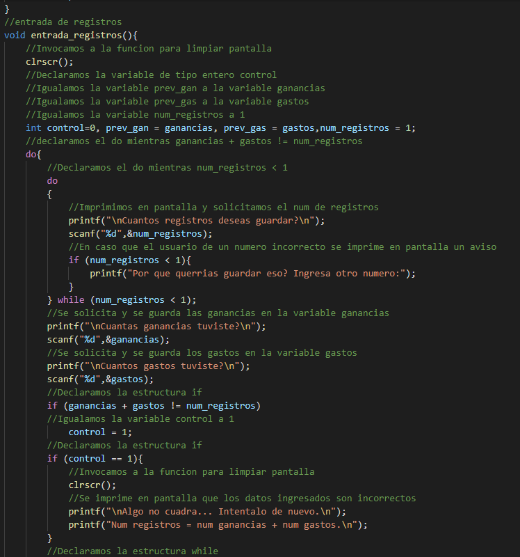 }
//entrada de registros
void entrada_registros(){
//Invocamos a la funcion para limpiar pantalla
clrscr();
//Declaramos la variable de tipo entero control
//Igualamos la variable prev_gan a la variable ganancias
//Igualamos la variable prev_gas a la variable gastos
//Igualamos la variable num_registros a 1
int control=0, prev_gan = ganancias, prev_gas = gastos,num_registros = 1;
//declaramos el do mientras ganancias + gastos != num_registros
do{
//Declaramos el do mientras num_registros < 1
do
{
//Imprimimos en pantalla y solicitamos el num de registros
printf("\nCuantos registros deseas guardar?\n");
scanf("%d",&num_registros);
//En caso que el usuario de un numero incorrecto se imprime en pantalla un aviso
if (num_registros < 1){
printf("Por que querrias guardar eso? Ingresa otro numero:");
}
} while (num_registros < 1);
//Se solicita y se guarda las ganancias en la variable ganancias
printf("\nCuantas ganancias tuviste?\n");
scanf("%d",&ganancias);
//Se solicita y se guarda los gastos en la variable gastos
printf("\nCuantos gastos tuviste?\n");
scanf("%d",&gastos);
//Declaramos la estructura if
if (ganancias + gastos != num_registros)
//igualamos la variable control a 1
control = 1;
//Declaramos la estructura if
if (control == 1){
//Invocamos a la funcion para limpiar pantalla
clrscr();
//Se imprime en pantalla que los datos ingresados son incorrectos
printf("\nAlgo no cuadra... Intentalo de nuevo.\n");
printf("Num registros = num ganancias + num gastos.\n");
}
//Declaramos la estructura while